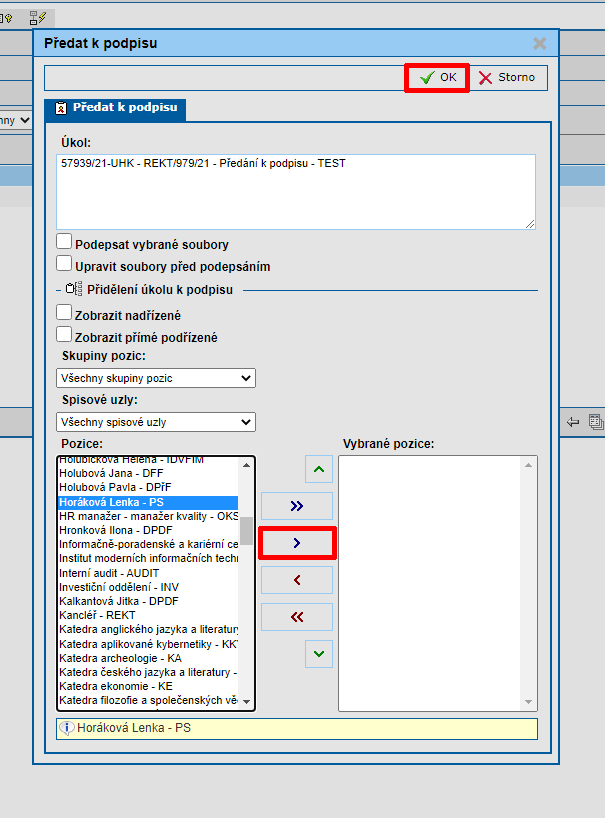 Předat k podpisu
OK
Storno
Předat k podpisu
nny
Úkol:
57939/21-UHK - REKT/979/21 - Předání k podpisu - TEST
Podepsat vybrané soubory
Upravit soubory před podepsáním
Přidělení úkolu k podpisu
Zobrazit nadřízené
Zobrazit přímé podřízené
Skupiny pozic:
Všechny skupiny pozic
Spisové uzly:
Všechny spisové uzly
Pozice:
Vybrané pozice:
Holubičková Helena - IDVFIM
Holubová Jana - DFF
Holubová Pavla - DPřF
Horáková Lenka - PS
HR manažer - manažer kvality - OKS
Hronková Ilona - DPDF
Informačně-poradenské a kariérní ce
Institut moderních informačních techn
Interní audit - AUDIT
Investiční oddělení - INV
Kalkantová Jitka - DPDF
Kancléř - REKT
Katedra anglického jazyka a literatury
Katedra aplikované kybernetiky - KKY
Katedra archeologie - KA
Katedra českého jazyka a literatury -
Katedra ekonomie - KE
Katedra filozofie a společenských vě
Horáková Lenka - PS